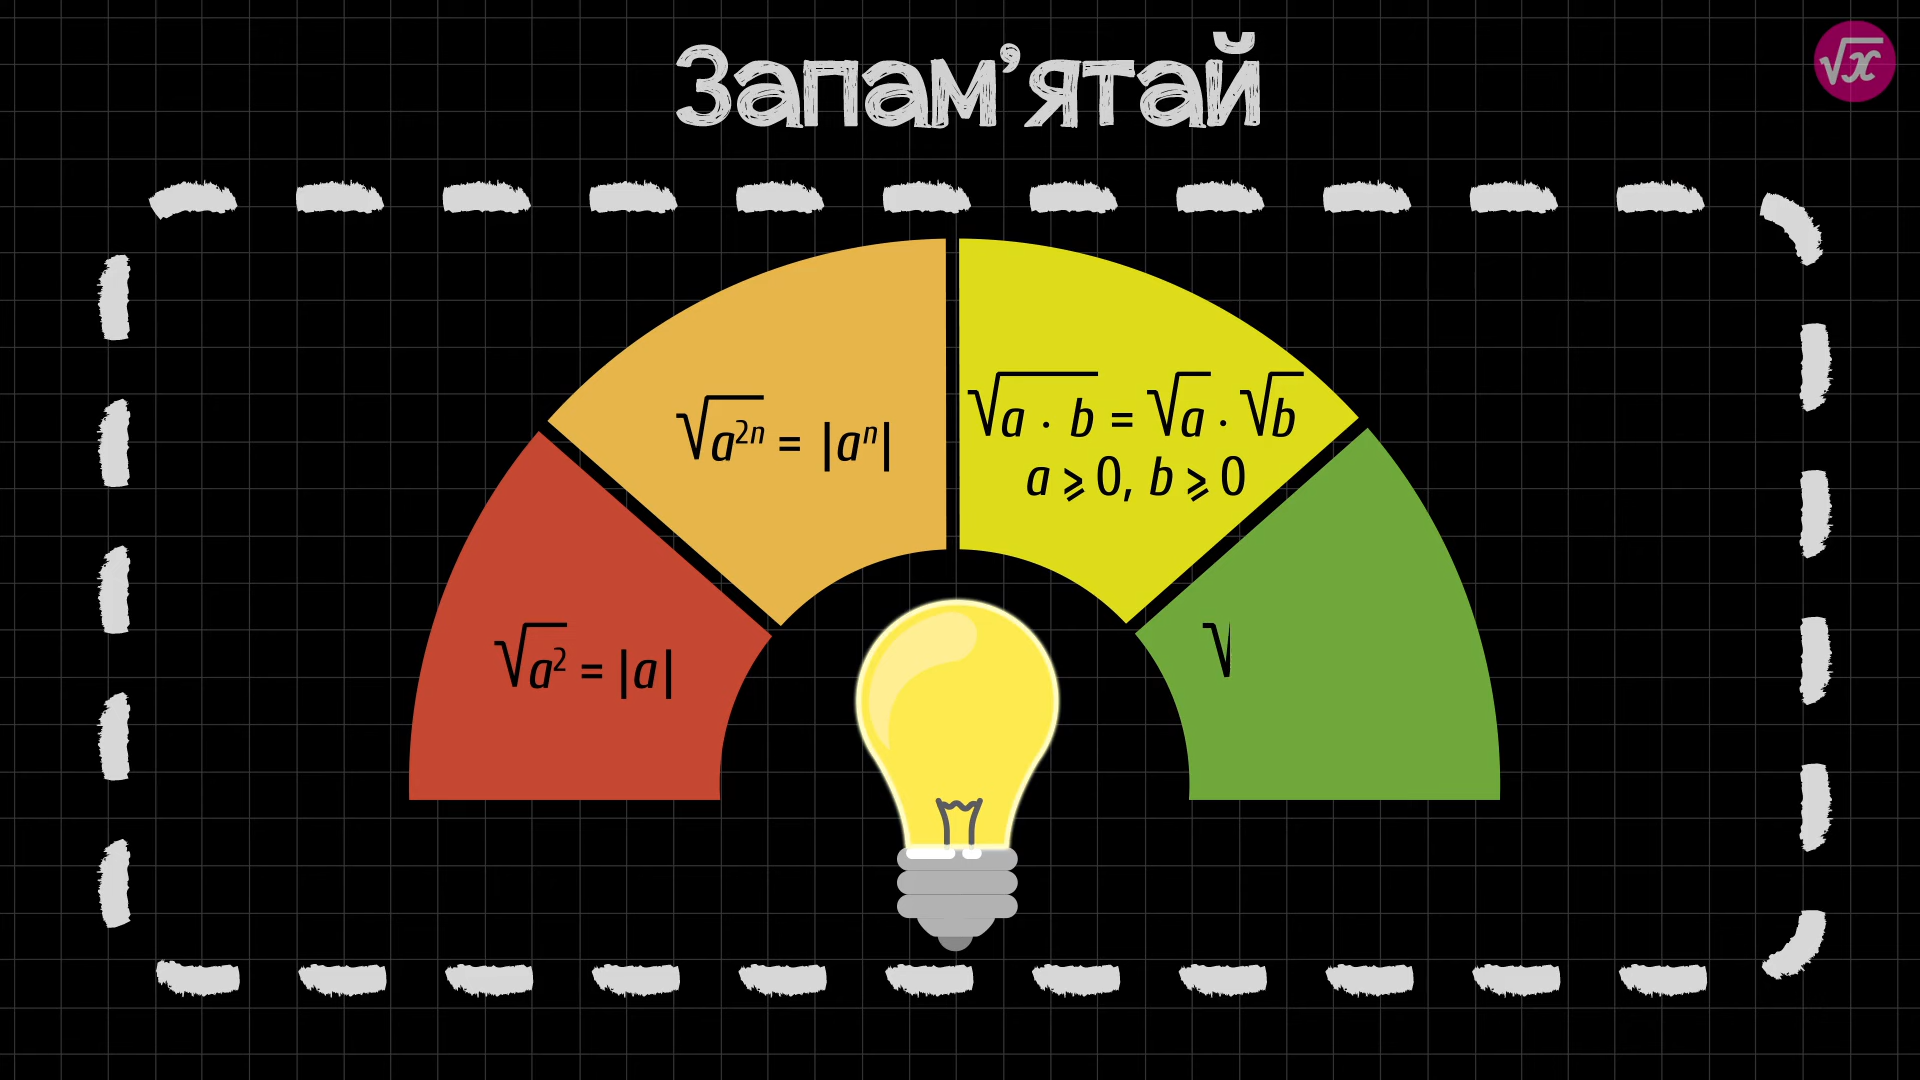 Запам’ятай
√x
√a²ⁿ = |aⁿ|
√a · b = √a · √b
a ⩾ 0, b ⩾ 0
√a² = |a|
√